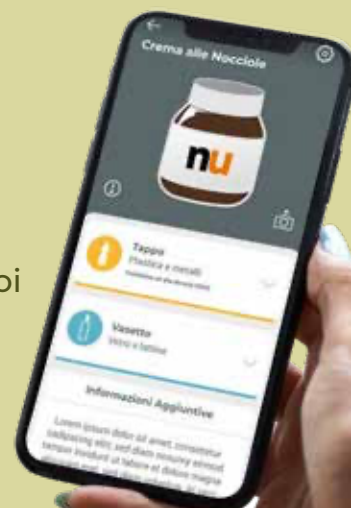 Crema alle Nocciole
nu
oi
Tappo
Plastica e metalli
Vasetto
Vetro e lattine
Informazioni Aggiuntive
Lorem ipsum dolor sit amet, consetetur
sadipscing elitr, sed diam nonumy eirmod
tempor invidunt ut labore et dolore magna